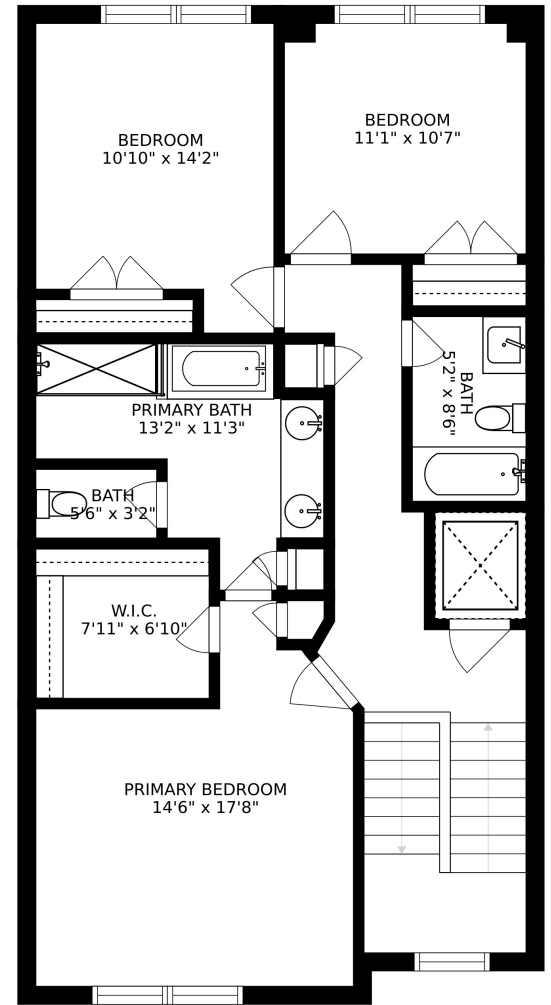 BEDROOM
10'10" x 14'2"
BEDROOM
11'1" x 10'7"
BATH
5'2" x 8'6"
PRIMARY BATH
13'2" x 11'3"
BATH
5'6" x 3'2"
W.I.C.
7'11" x 6'10"
PRIMARY BEDROOM
14'6" x 17'8"